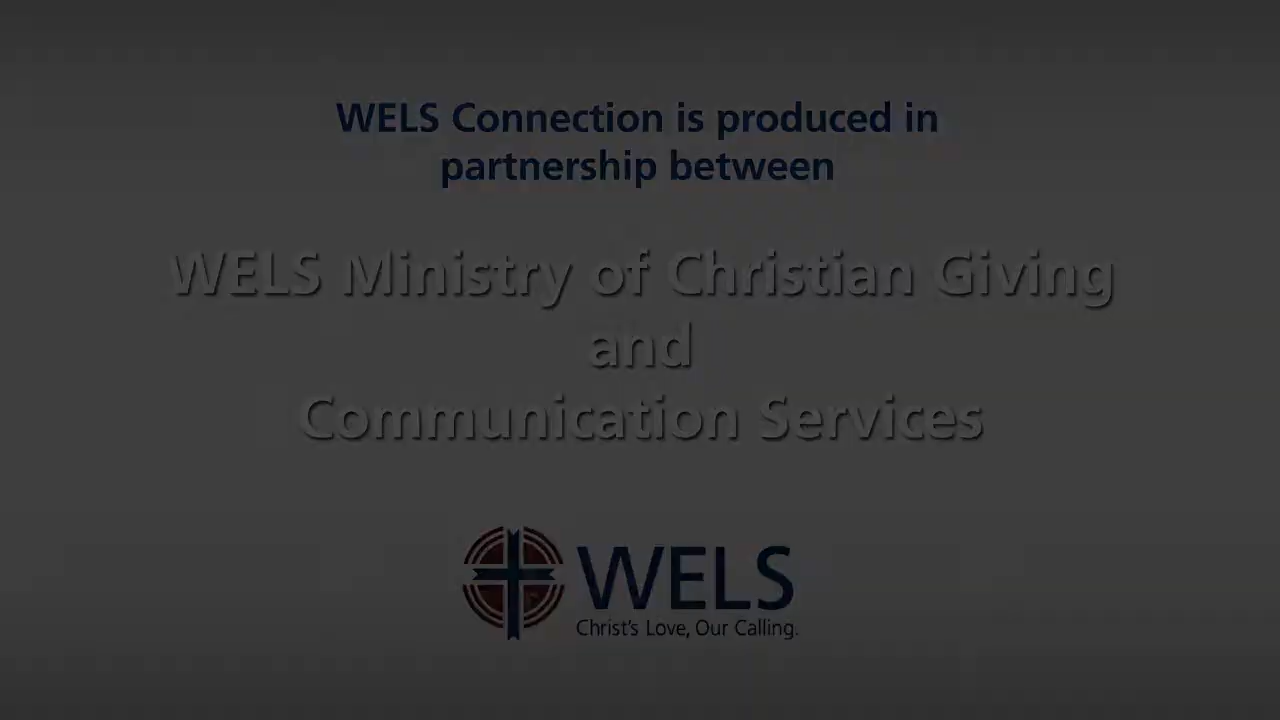 WELS Connection is produced in
partnership between
WELS Ministry of Christian Giving
and
Communication Services
WELS
Christ's Love, Our Calling.